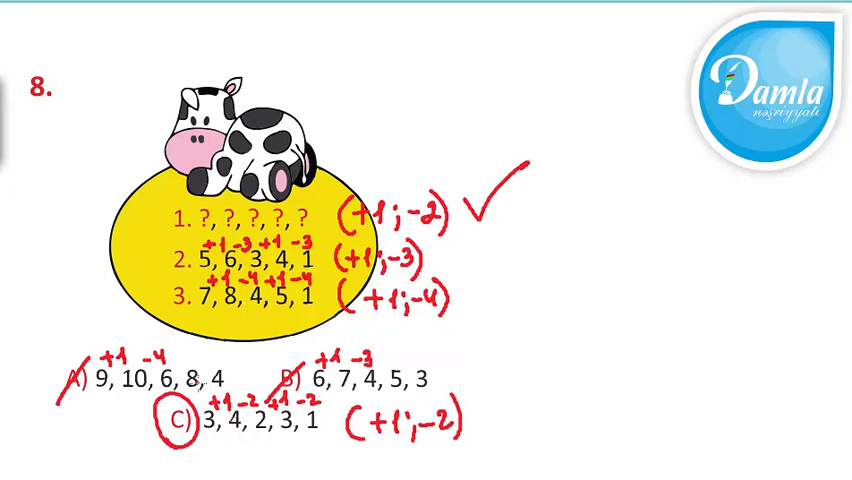 8.
Damla
nəşriyyatı
1. ?, ?, ?, ?, ? (+1;-2)
+1 -3 +1 -3
2. 5, 6, 3, 4, 1 (+1;-3)
+1 -4 +1 -4
3. 7, 8, 4, 5, 1 (+1;-4)
+1 -4 +1 -3
A) 9, 10, 6, 8, 4 B) 6, 7, 4, 5, 3
+1 -2 +1 -2
C) 3, 4, 2, 3, 1 (+1;-2)